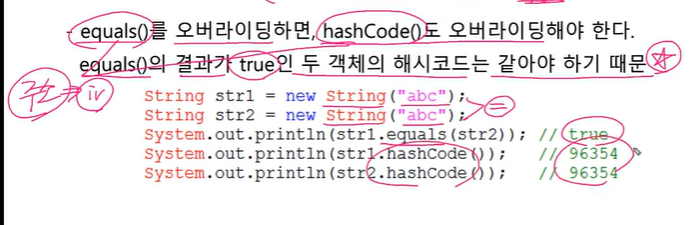 - equals()를 오버라이딩하면, hashCode()도 오버라이딩해야 한다.
equals()의 결과가 true인 두 객체의 해시코드는 같아야 하기 때문
주소 => iv
String str1 = new String("abc");
String str2 = new String("abc"); =
System.out.println(str1.equals(str2)); // true
System.out.println(str1.hashCode()); // 96354
System.out.println(str2.hashCode()); // 96354